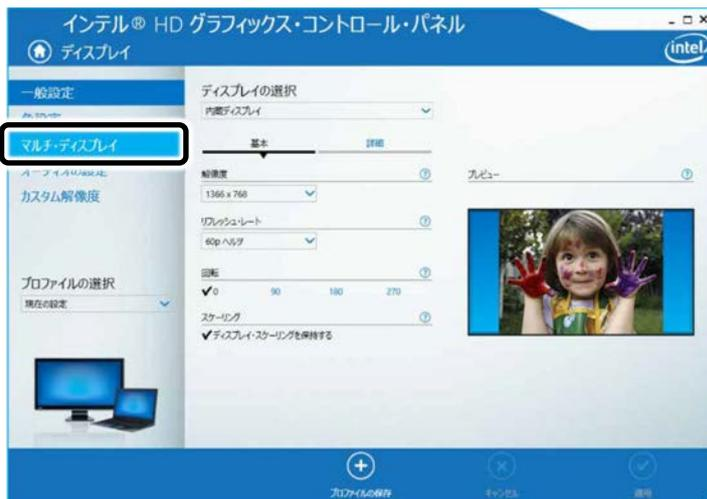 インテル® HD グラフィックス・コントロール・パネル
ディスプレイ
intel
一般設定
マルチ・ディスプレイ
カスタム解像度
プロファイルの選択
現在の設定
ディスプレイの選択
内蔵ディスプレイ
基本 詳細
解像度
1366 x 768
リフレッシュ・レート
60p ヘルツ
回転
0 90 180 270
スケーリング
ディスプレイ・スケーリングを保持する
プレビュー
プロファイルの保存
キャンセル
適用